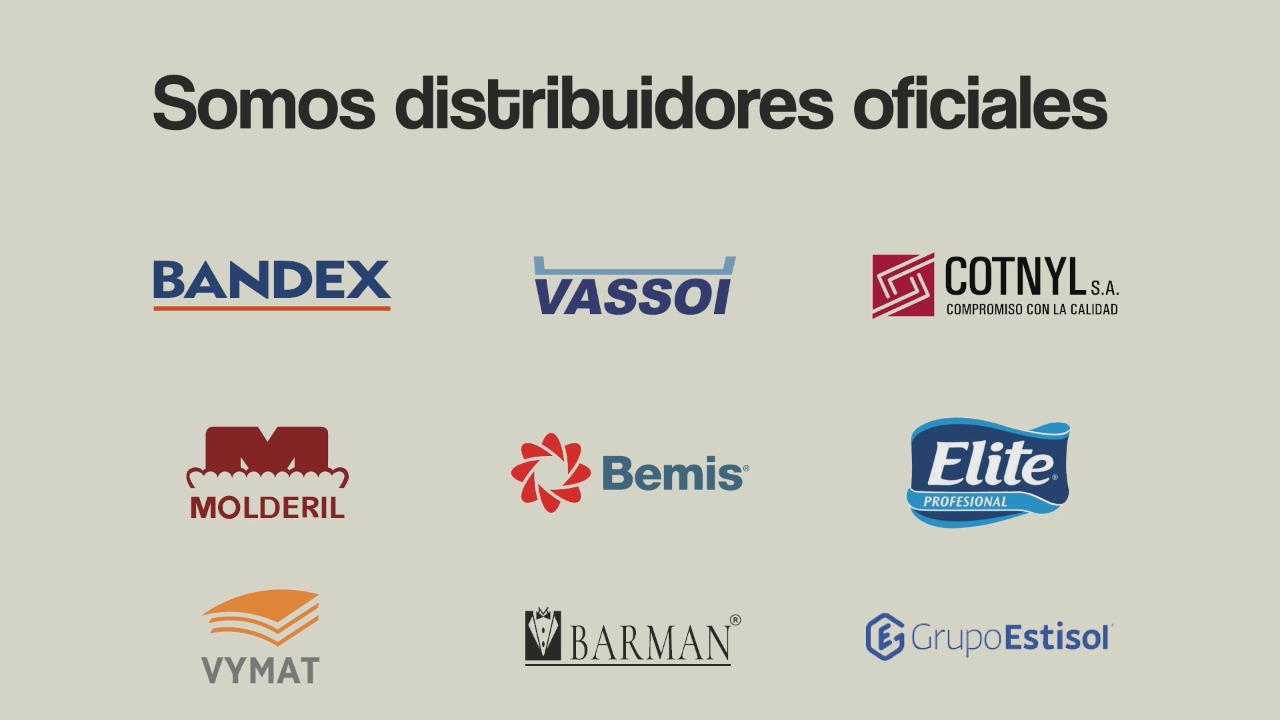 Somos distribuidores oficiales
BANDEX
VASSOI
COTNYL S.A.
COMPROMISO CON LA CALIDAD
MOLDERIL
Bemis®
Elite®
PROFESIONAL
VYMAT
BARMAN®
GrupoEstisol